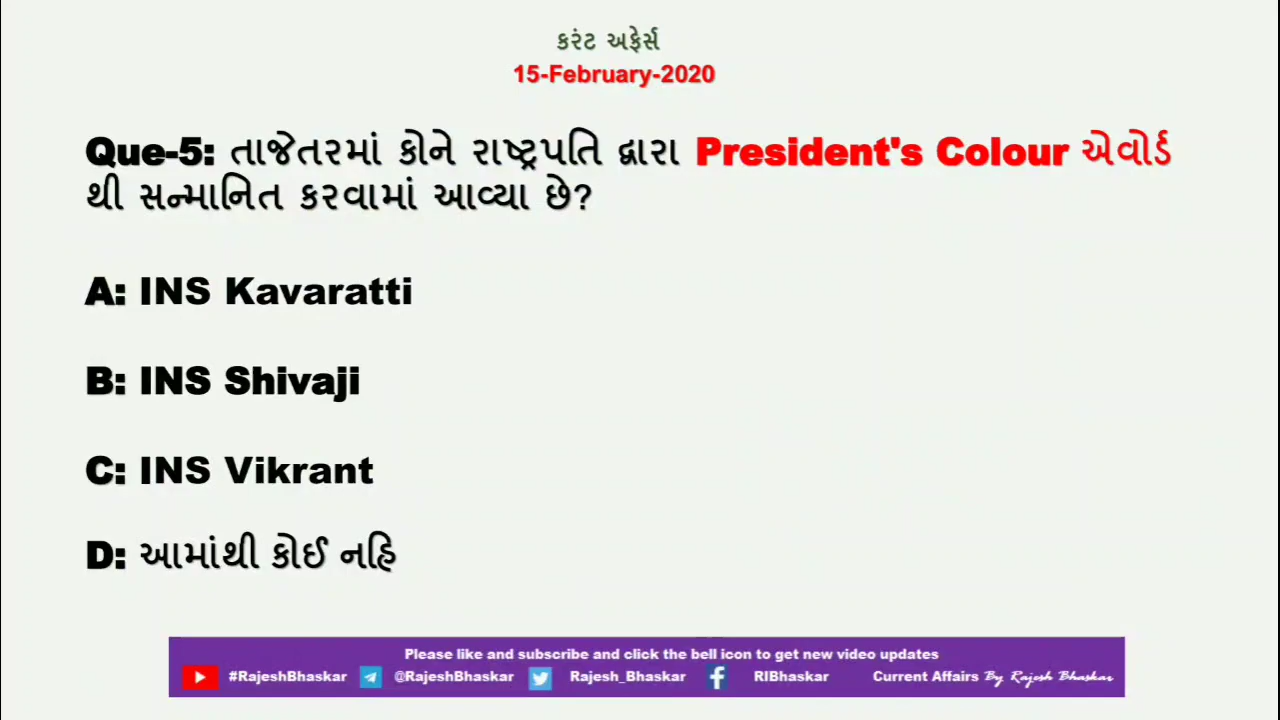 કરંટ અફેર્સ
15-February-2020
Que-5: તાજેતરમાં કોને રાષ્ટ્રપતિ દ્વારા President's Colour એવોર્ડ
થી સન્માનિત કરવામાં આવ્યા છે?
A: INS Kavaratti
B: INS Shivaji
C: INS Vikrant
D: આમાંથી કોઈ નહિ
Please like and subscribe and click the bell icon to get new video updates
#RajeshBhaskar @RajeshBhaskar Rajesh_Bhaskar RIBhaskar Current Affairs By Rajesh Bhaskar